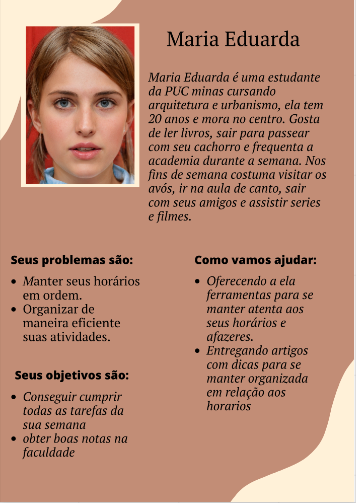 Maria Eduarda
Maria Eduarda é uma estudante
da PUC minas cursando
arquitetura e urbanismo, ela tem
20 anos e mora no centro. Gosta
de ler livros, sair para passear
com seu cachorro e frequenta a
academia durante a semana. Nos
fins de semana costuma visitar os
avós, ir na aula de canto, sair
com seus amigos e assistir series
e filmes.
Seus problemas são:
• Manter seus horários
em ordem.
• Organizar de
maneira eficiente
suas atividades.
Seus objetivos são:
• Conseguir cumprir
todas as tarefas da
sua semana
• obter boas notas na
faculdade
Como vamos ajudar:
• Oferecendo a ela
ferramentas para se
manter atenta aos
seus horários e
afazeres.
• Entregando artigos
com dicas para se
manter organizada
em relação aos
horarios